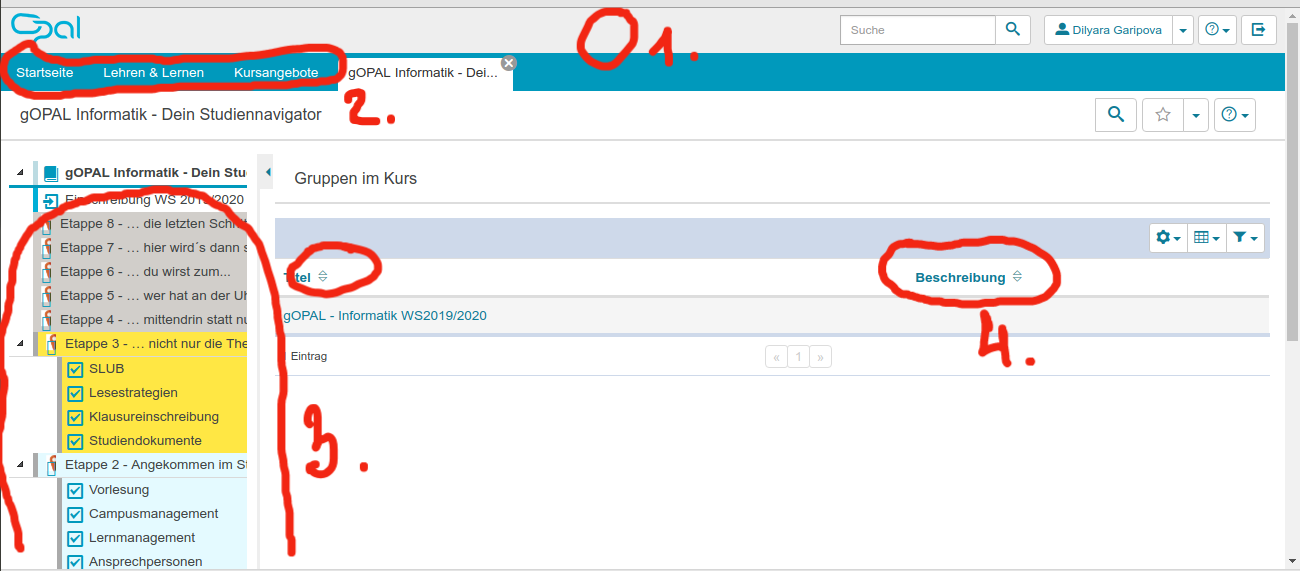 Opal
1.
Suche
Dilyara Garipova
Startseite
Lehren & Lernen
Kursangebote
gOPAL Informatik - Dei...
2.
gOPAL Informatik - Dein Studiennavigator
gOPAL Informatik - Dein Stu
Einschreibung WS 2019/2020
Etappe 8 - … die letzten Schrit
Etappe 7 - … hier wird´s dann s
Etappe 6 - … du wirst zum...
Etappe 5 - … wer hat an der Uh
Etappe 4 - … mittendrin statt nu
Etappe 3 - … nicht nur die The
SLUB
Lesestrategien
Klausureinschreibung
Studiendokumente
Etappe 2 - Angekommen im St
Vorlesung
Campusmanagement
Lernmanagement
Ansprechpersonen
3.
Gruppen im Kurs
Titel
Beschreibung
gOPAL - Informatik WS2019/2020
4.
Eintrag
« 1 »